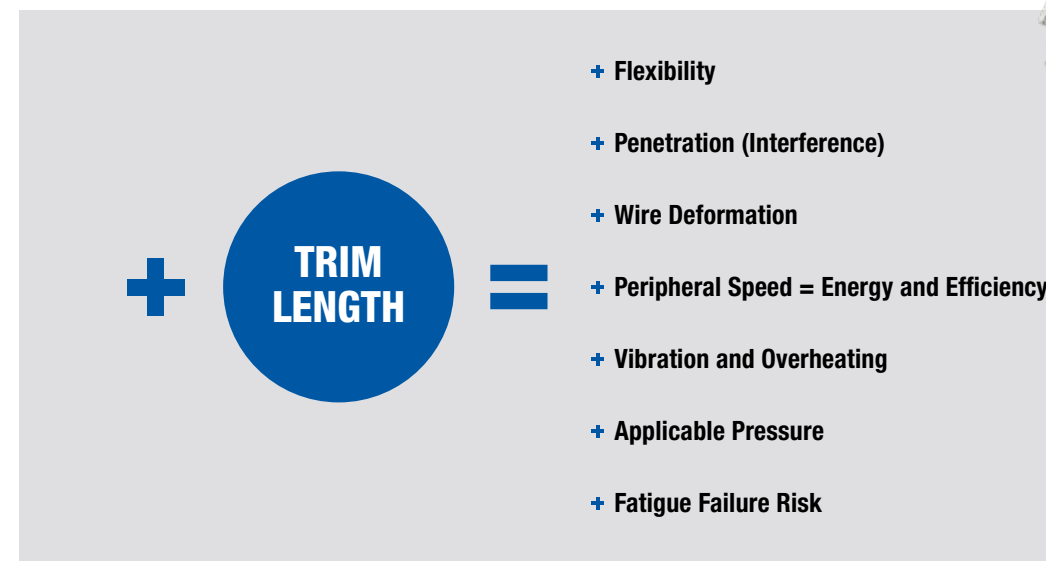 + Flexibility
+ Penetration (Interference)
+ Wire Deformation
+ TRIM
LENGTH =
+ Peripheral Speed = Energy and Efficiency
+ Vibration and Overheating
+ Applicable Pressure
+ Fatigue Failure Risk